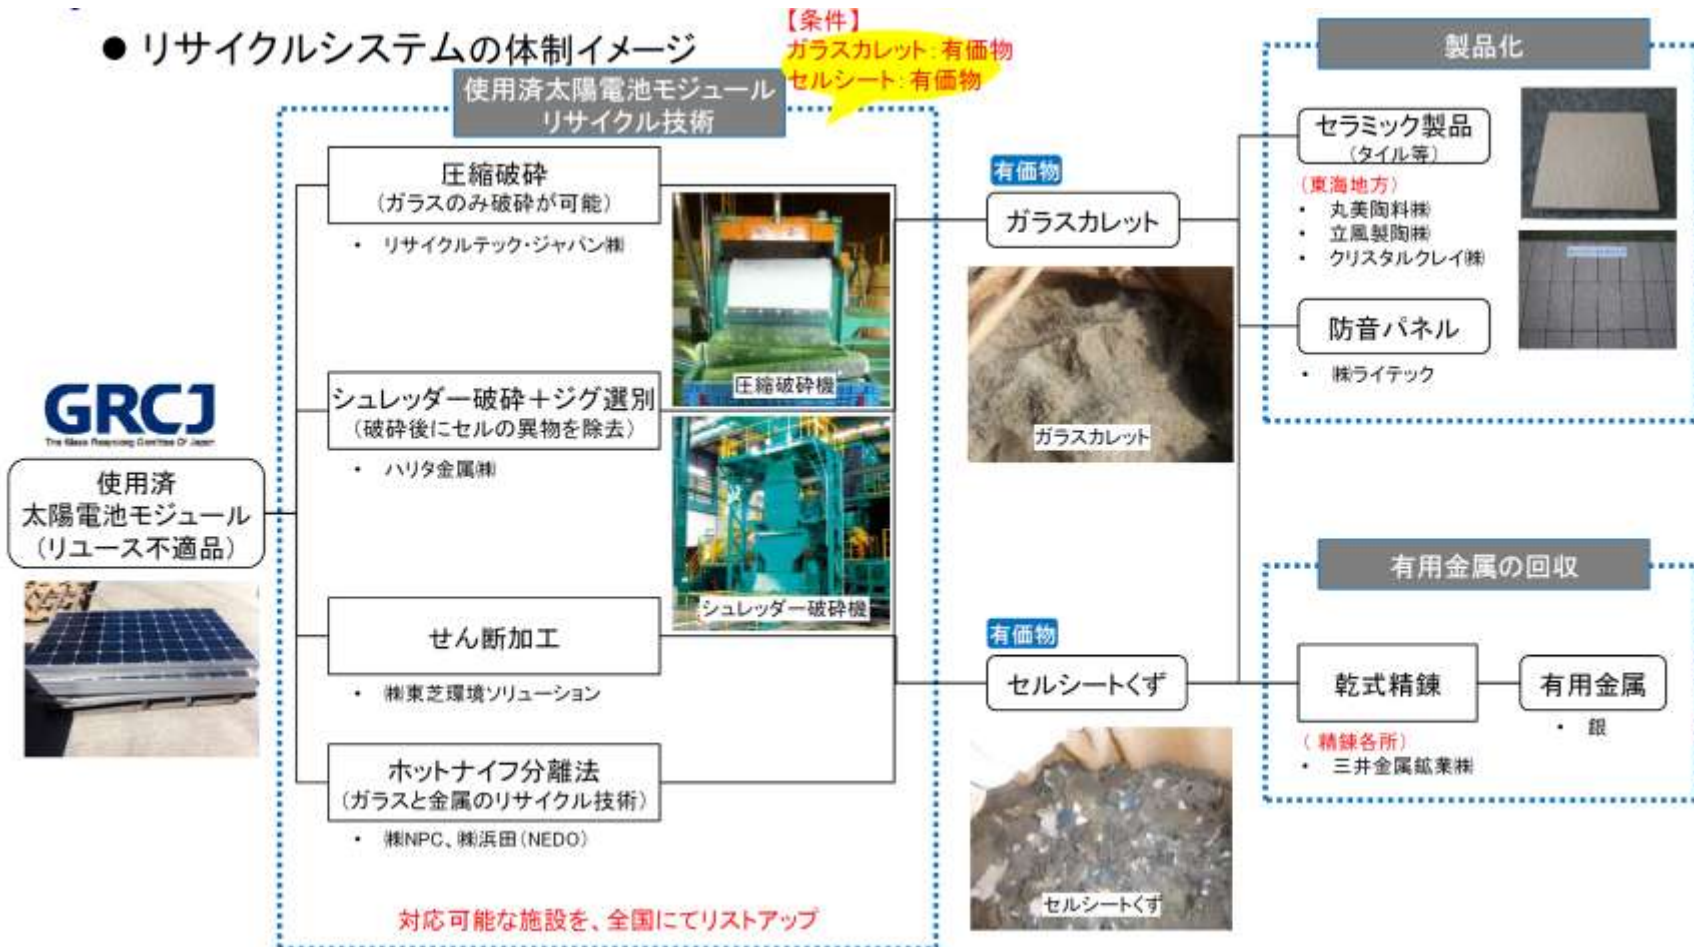 ● リサイクルシステムの体制イメージ
【条件】
ガラスカレット：有価物
セルシート：有価物
使用済太陽電池モジュール
リサイクル技術
圧縮破砕
（ガラスのみ破砕が可能）
・ リサイクルテック・ジャパン㈱
圧縮破砕機
シュレッダー破砕＋ジグ選別
（破砕後にセルの異物を除去）
・ ハリタ金属㈱
シュレッダー破砕機
せん断加工
・ ㈱東芝環境ソリューション
ホットナイフ分離法
（ガラスと金属のリサイクル技術）
・ ㈱NPC、㈱浜田（NEDO）
対応可能な施設を、全国にてリストアップ
GRCJ
The Glass Recycling Comittee Of Japan
使用済
太陽電池モジュール
（リユース不適品）
有価物
ガラスカレット
ガラスカレット
有価物
セルシートくず
セルシートくず
製品化
セラミック製品
（タイル等）
（東海地方）
・ 丸美陶料㈱
・ 立風製陶㈱
・ クリスタルクレイ㈱
防音パネル
・ ㈱ライテック
有用金属の回収
乾式精錬
（精錬各所）
・ 三井金属鉱業㈱
有用金属
・ 銀